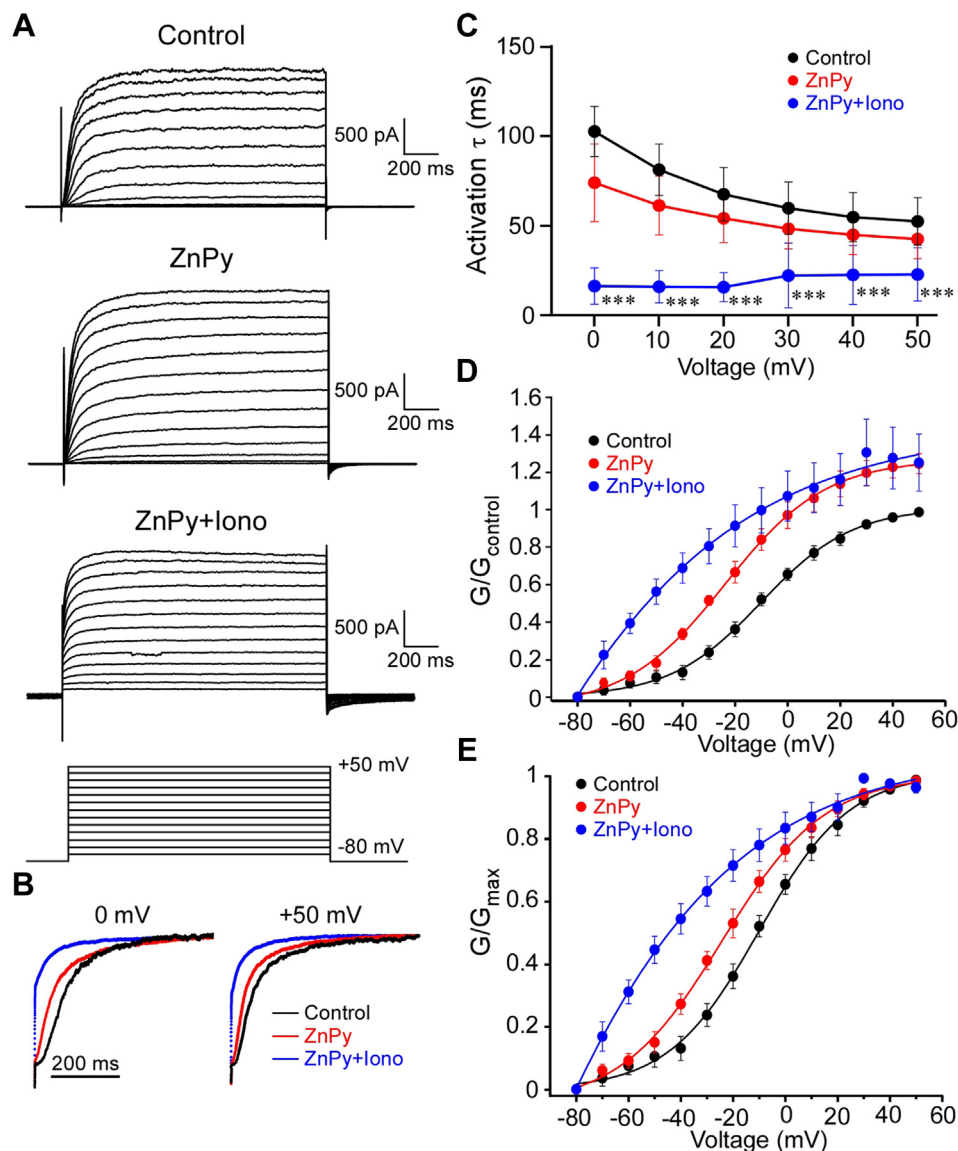 A
Control
500 pA
200 ms
ZnPy
500 pA
200 ms
ZnPy+Iono
500 pA
200 ms
+50 mV
-80 mV
B
0 mV
+50 mV
Control
ZnPy
ZnPy+Iono
200 ms
C
150
100
50
0
Activation τ (ms)
Control
ZnPy
ZnPy+Iono
*** *** *** *** *** ***
0 10 20 30 40 50
Voltage (mV)
D
1.6
1.4
1.2
1
0.8
0.6
0.4
0.2
0
G/Gcontrol
Control
ZnPy
ZnPy+Iono
-80 -60 -40 -20 0 20 40 60
Voltage (mV)
E
1
0.8
0.6
0.4
0.2
0
G/Gmax
Control
ZnPy
ZnPy+Iono
-80 -60 -40 -20 0 20 40 60
Voltage (mV)